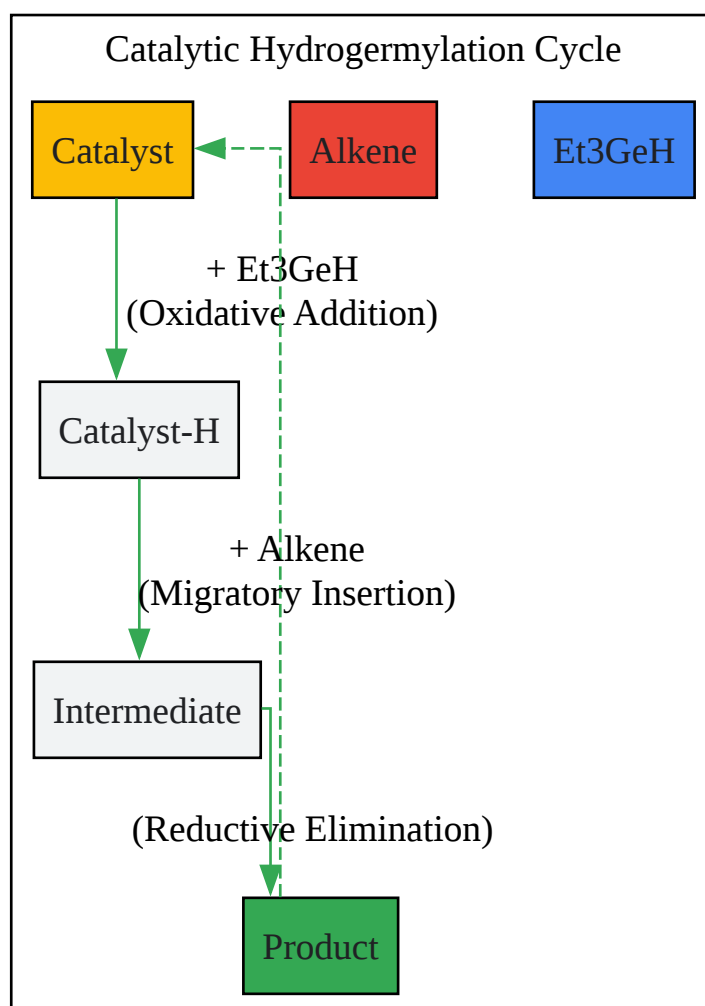 Catalytic Hydrogermylation Cycle
Catalyst
Alkene
Et3GeH
+ Et3GeH
(Oxidative Addition)
Catalyst-H
+ Alkene
(Migratory Insertion)
Intermediate
(Reductive Elimination)
Product